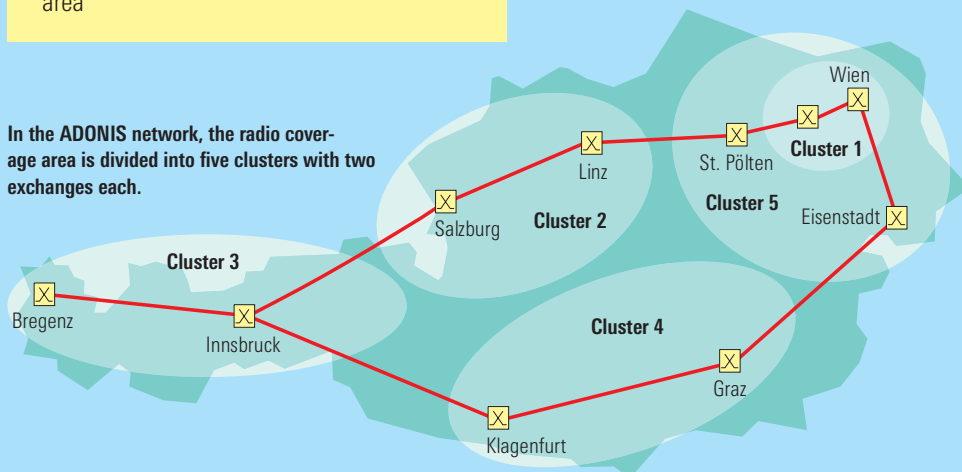 area
In the ADONIS network, the radio cover-
age area is divided into five clusters with two
exchanges each.
Wien
Cluster 1
St. Pölten
Linz
Cluster 5
Eisenstadt
Cluster 2
Salzburg
Cluster 3
Bregenz
Innsbruck
Cluster 4
Graz
Klagenfurt